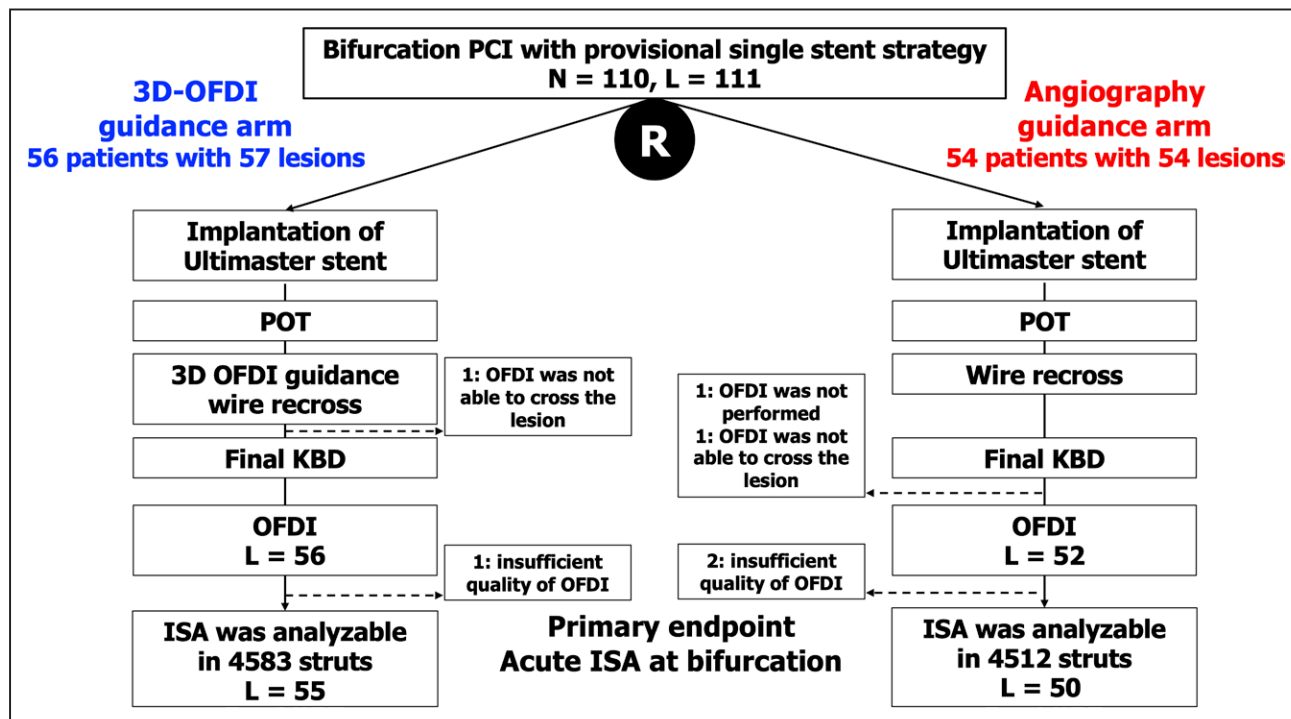 Bifurcation PCI with provisional single stent strategy
N = 110, L = 111
3D-OFDI
guidance arm
56 patients with 57 lesions
R
Angiography
guidance arm
54 patients with 54 lesions
Implantation of
Ultimaster stent
POT
3D OFDI guidance
wire recross
1: OFDI was not
able to cross the
lesion
Final KBD
OFDI
L = 56
1: insufficient
quality of OFDI
ISA was analyzable
in 4583 struts
L = 55
Implantation of
Ultimaster stent
POT
Wire recross
1: OFDI was not
performed
1: OFDI was not
able to cross the
lesion
Final KBD
OFDI
L = 52
2: insufficient
quality of OFDI
ISA was analyzable
in 4512 struts
L = 50
Primary endpoint
Acute ISA at bifurcation